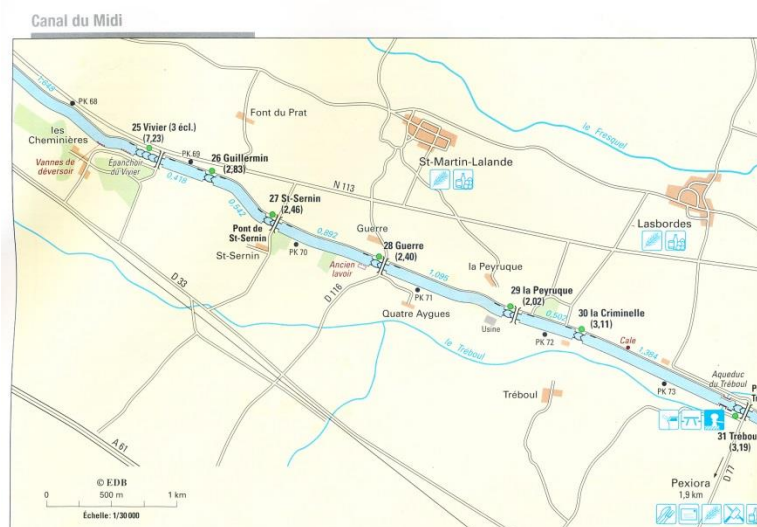 Canal du Midi
1,648
PK 68
25 Vivier (3 écl.)
(7,23)
les
Cheminières
Vannes de
déversoir
Épanchoir
du Vivier
PK 69
0,418
26 Guillermin
(2,83)
Font du Prat
0,542
27 St-Sernin
(2,46)
Pont de
St-Sernin
St-Sernin
PK 70
0,892
N 113
St-Martin-Lalande
le Fresquel
Lasbordes
Guerre
28 Guerre
(2,40)
Ancien
lavoir
D 116
D 33
PK 71
1,095
Quatre Aygues
la Peyruque
29 la Peyruque
(2,02)
Usine
0,507
PK 72
30 la Criminelle
(3,11)
Cale
1,364
PK 73
le Tréboul
Tréboul
Aqueduc
du Tréboul
31 Trébou
(3,19)
D 77
Pexiora
1,9 km
A 61
© EDB
0 500 m 1 km
Échelle: 1/30 000